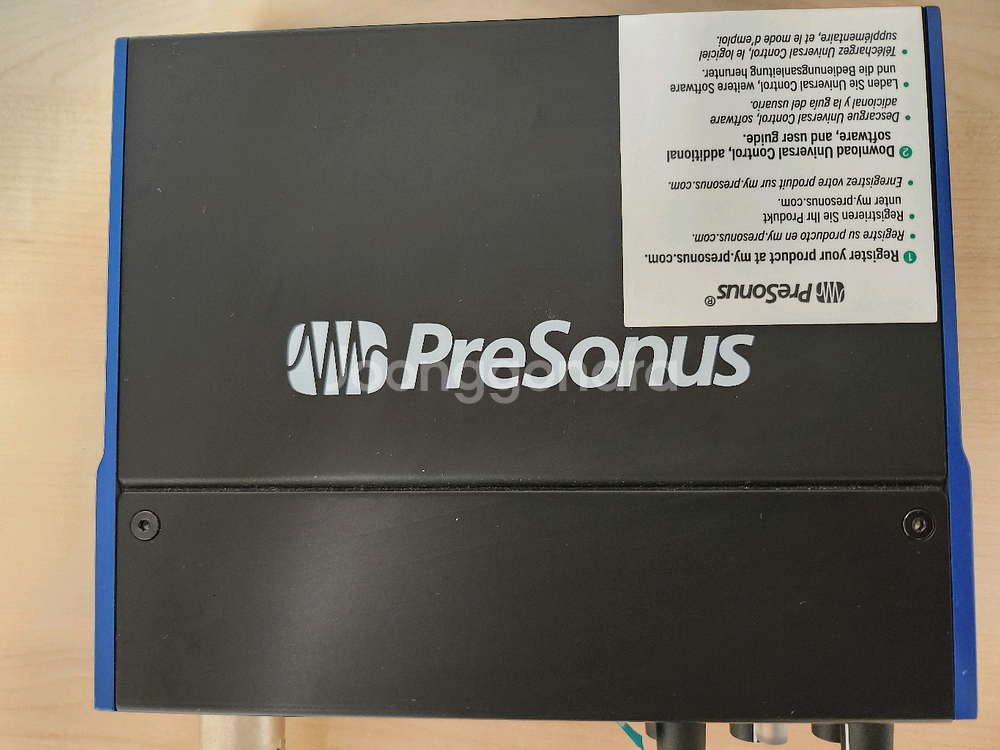 PreSonus
joonggonara
PreSonus®
1 Register your product at my.presonus.com.
• Registre su producto en my.presonus.com.
• Registrieren Sie Ihr Produkt
unter my.presonus.com.
• Enregistrez votre produit sur my.presonus.com.
2 Download Universal Control, additional
software, and user guide.
• Descargue Universal Control, software
adicional y la guía del usuario.
• Laden Sie Universal Control, weitere Software
und die Bedienungsanleitung herunter.
• Téléchargez Universal Control, le logiciel
supplémentaire, et le mode d'emploi.